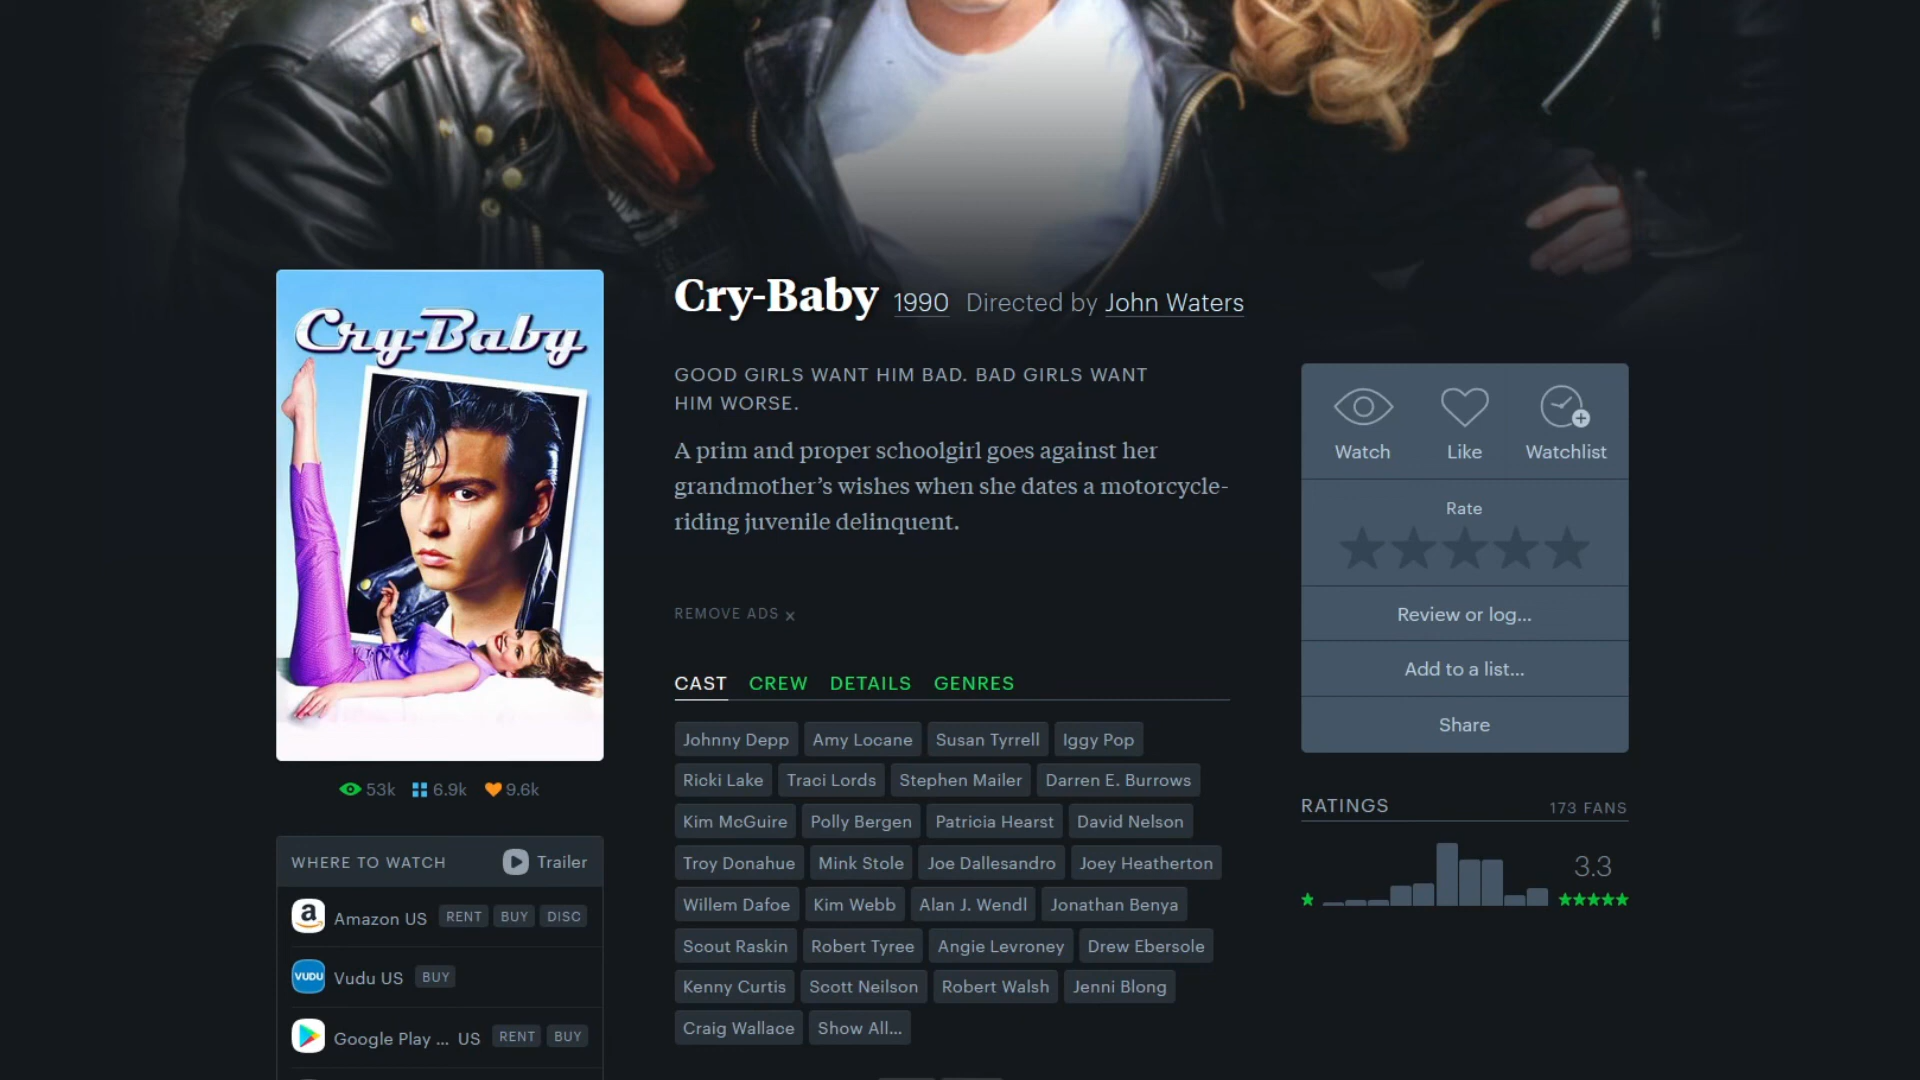 Cry-Baby 1990 Directed by John Waters
Cry-Baby
GOOD GIRLS WANT HIM BAD. BAD GIRLS WANT
HIM WORSE.
A prim and proper schoolgirl goes against her
grandmother’s wishes when she dates a motorcycle-
riding juvenile delinquent.
REMOVE ADS x
CAST CREW DETAILS GENRES
Johnny Depp Amy Locane Susan Tyrrell Iggy Pop
Ricki Lake Traci Lords Stephen Mailer Darren E. Burrows
Kim McGuire Polly Bergen Patricia Hearst David Nelson
Troy Donahue Mink Stole Joe Dallesandro Joey Heatherton
Willem Dafoe Kim Webb Alan J. Wendl Jonathan Benya
Scout Raskin Robert Tyree Angie Levroney Drew Ebersole
Kenny Curtis Scott Neilson Robert Walsh Jenni Blong
Craig Wallace Show All...
53k 6.9k 9.6k
WHERE TO WATCH Trailer
a Amazon US RENT BUY DISC
VUDU Vudu US BUY
Google Play ... US RENT BUY
Watch Like Watchlist
Rate
Review or log...
Add to a list...
Share
RATINGS 173 FANS
3.3